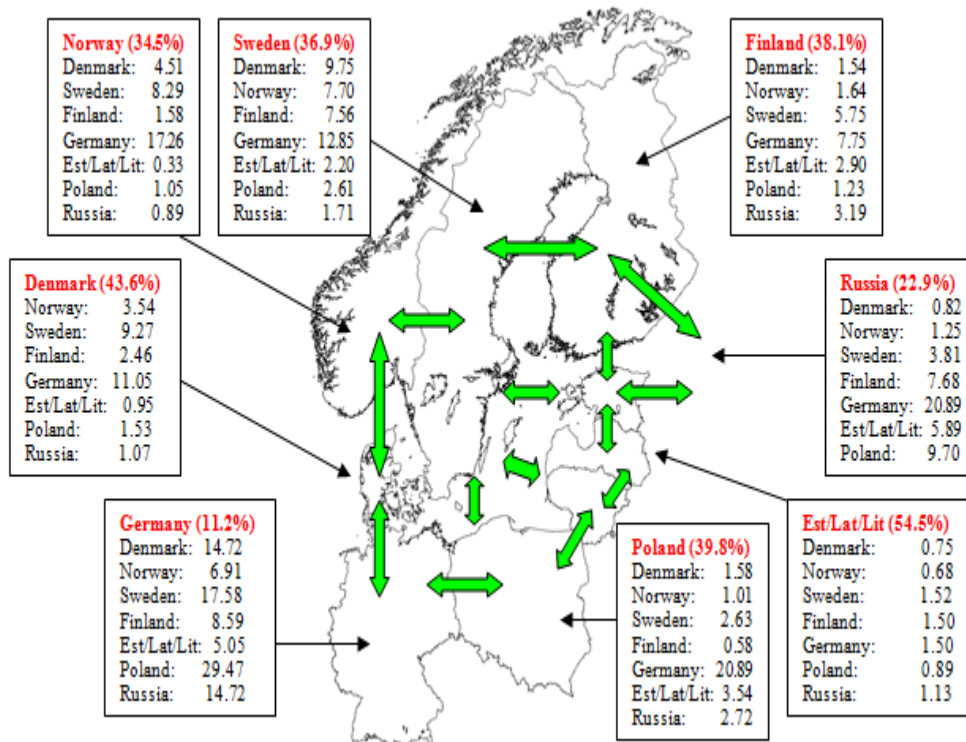 Norway (34.5%)
Denmark: 4.51
Sweden: 8.29
Finland: 1.58
Germany: 17.26
Est/Lat/Lit: 0.33
Poland: 1.05
Russia: 0.89
Sweden (36.9%)
Denmark: 9.75
Norway: 7.70
Finland: 7.56
Germany: 12.85
Est/Lat/Lit: 2.20
Poland: 2.61
Russia: 1.71
Finland (38.1%)
Denmark: 1.54
Norway: 1.64
Sweden: 5.75
Germany: 7.75
Est/Lat/Lit: 2.90
Poland: 1.23
Russia: 3.19
Denmark (43.6%)
Norway: 3.54
Sweden: 9.27
Finland: 2.46
Germany: 11.05
Est/Lat/Lit: 0.95
Poland: 1.53
Russia: 1.07
Russia (22.9%)
Denmark: 0.82
Norway: 1.25
Sweden: 3.81
Finland: 7.68
Germany: 20.89
Est/Lat/Lit: 5.89
Poland: 9.70
Germany (11.2%)
Denmark: 14.72
Norway: 6.91
Sweden: 17.58
Finland: 8.59
Est/Lat/Lit: 5.05
Poland: 29.47
Russia: 14.72
Poland (39.8%)
Denmark: 1.58
Norway: 1.01
Sweden: 2.63
Finland: 0.58
Germany: 20.89
Est/Lat/Lit: 3.54
Russia: 2.72
Est/Lat/Lit (54.5%)
Denmark: 0.75
Norway: 0.68
Sweden: 1.52
Finland: 1.50
Germany: 1.50
Poland: 0.89
Russia: 1.13